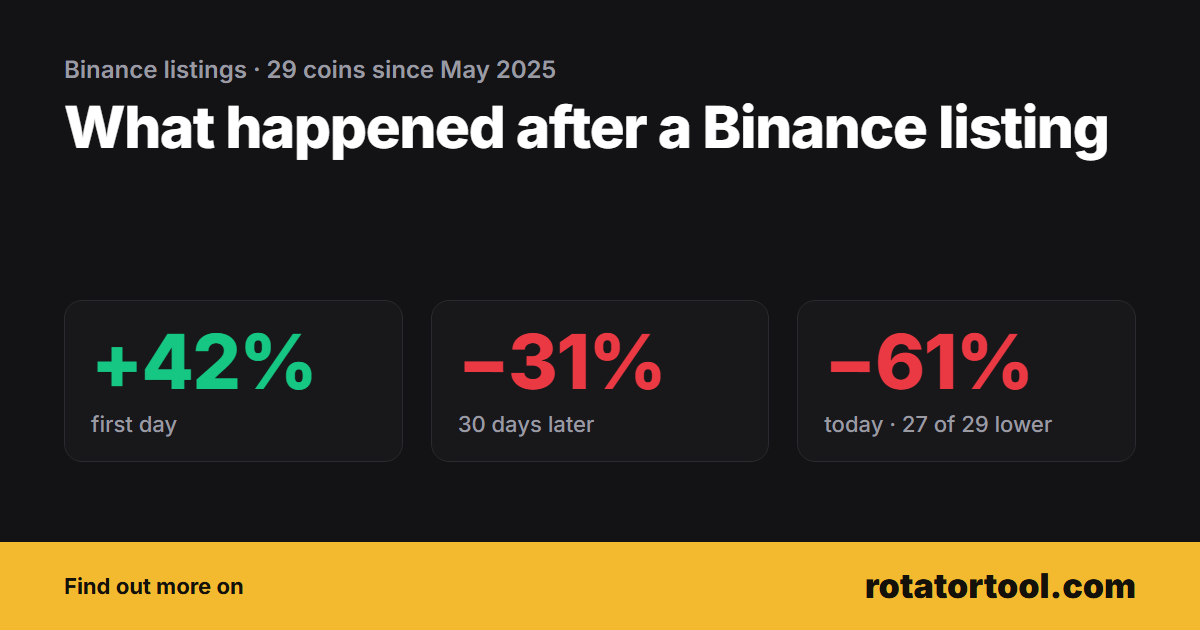 Binance listings · 29 coins since May 2025
What happened after a Binance listing
+42%
first day
−31%
30 days later
−61%
today · 27 of 29 lower
Find out more on
rotatortool.com